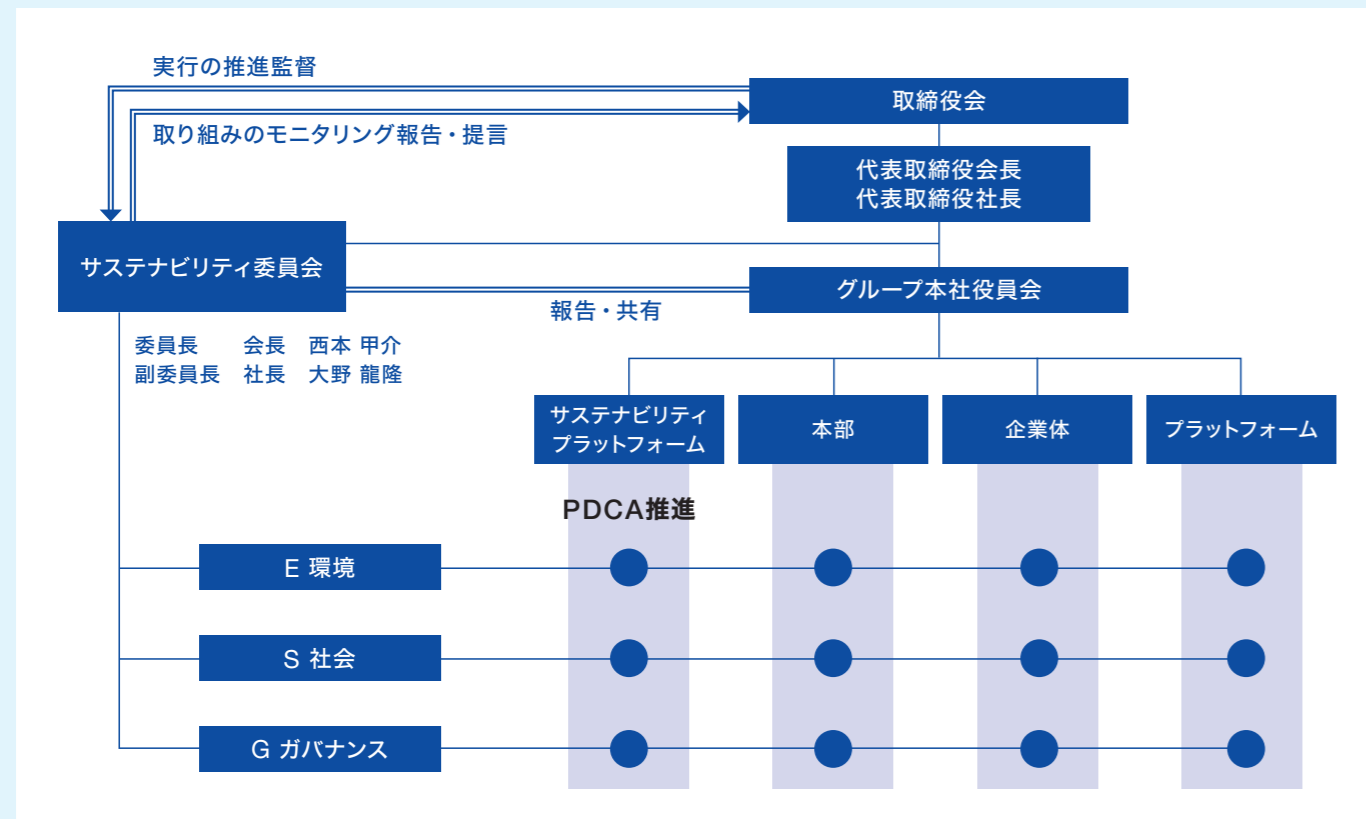 実行の推進監督
取締役会
取り組みのモニタリング報告・提言
代表取締役会長
代表取締役社長
サステナビリティ委員会
グループ本社役員会
報告・共有
委員長 会長 西本 甲介
副委員長 社長 大野 龍隆
サステナビリティ
プラットフォーム
本部
企業体
プラットフォーム
PDCA推進
E 環境
S 社会
G ガバナンス